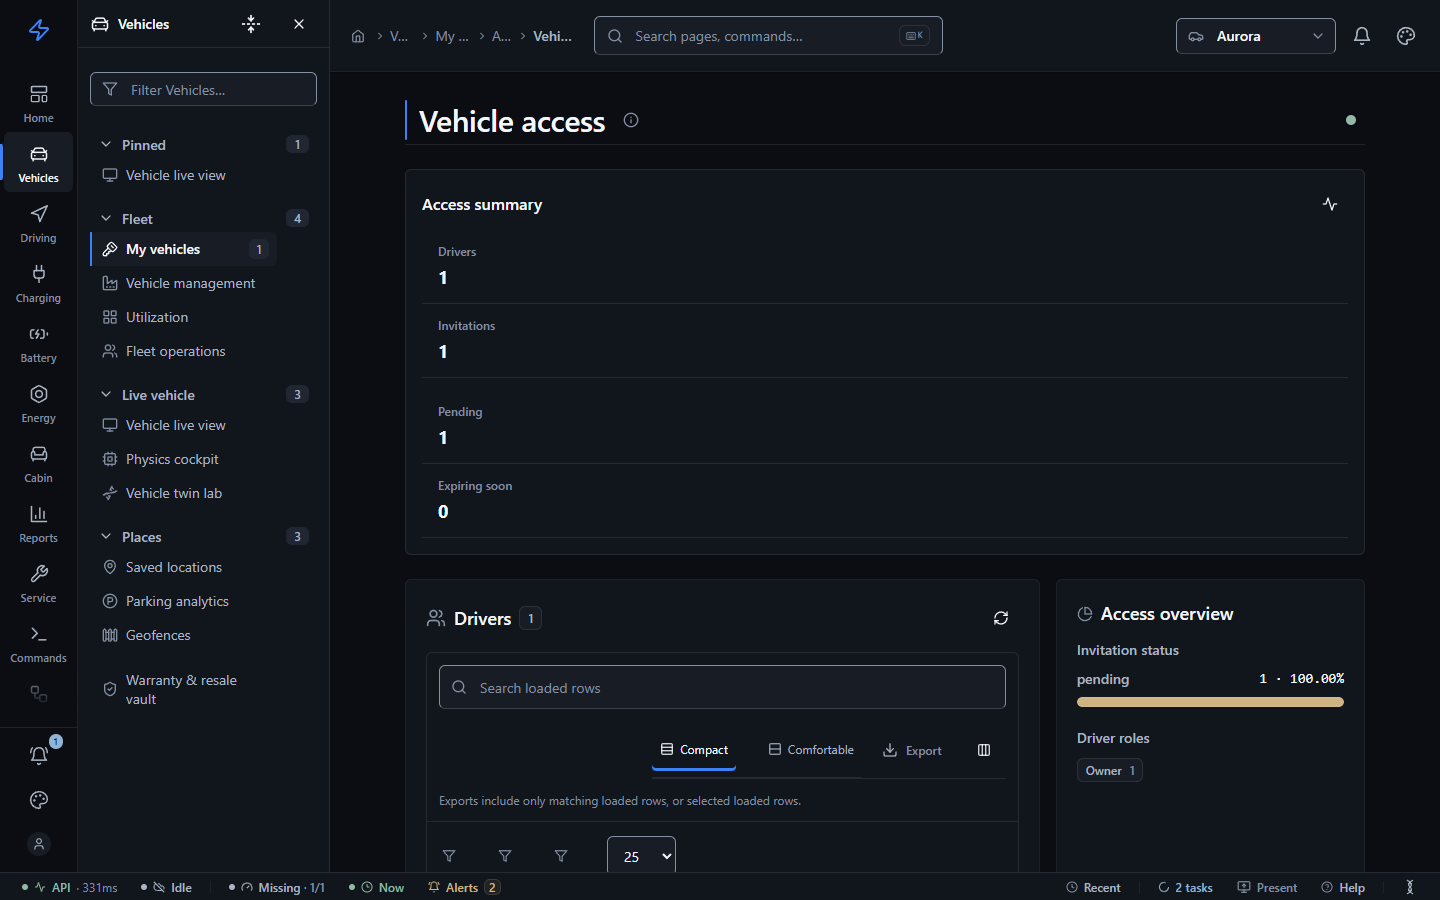 Vehicles
Filter Vehicles...
Home
Vehicles
Driving
Charging
Battery
Energy
Cabin
Reports
Service
Commands
1
Pinned 1
Vehicle live view
Fleet 4
My vehicles 1
Vehicle management
Utilization
Fleet operations
Live vehicle 3
Vehicle live view
Physics cockpit
Vehicle twin lab
Places 3
Saved locations
Parking analytics
Geofences
Warranty & resale
vault
V... My ... A... Vehi...
Search pages, commands... K
Aurora
Vehicle access
Access summary
Drivers
1
Invitations
1
Pending
1
Expiring soon
0
Drivers 1
Search loaded rows
Compact Comfortable Export
Exports include only matching loaded rows, or selected loaded rows.
25
Access overview
Invitation status
pending 1 · 100.00%
Driver roles
Owner 1
API · 331ms Idle Missing · 1/1 Now Alerts 2 Recent 2 tasks Present Help